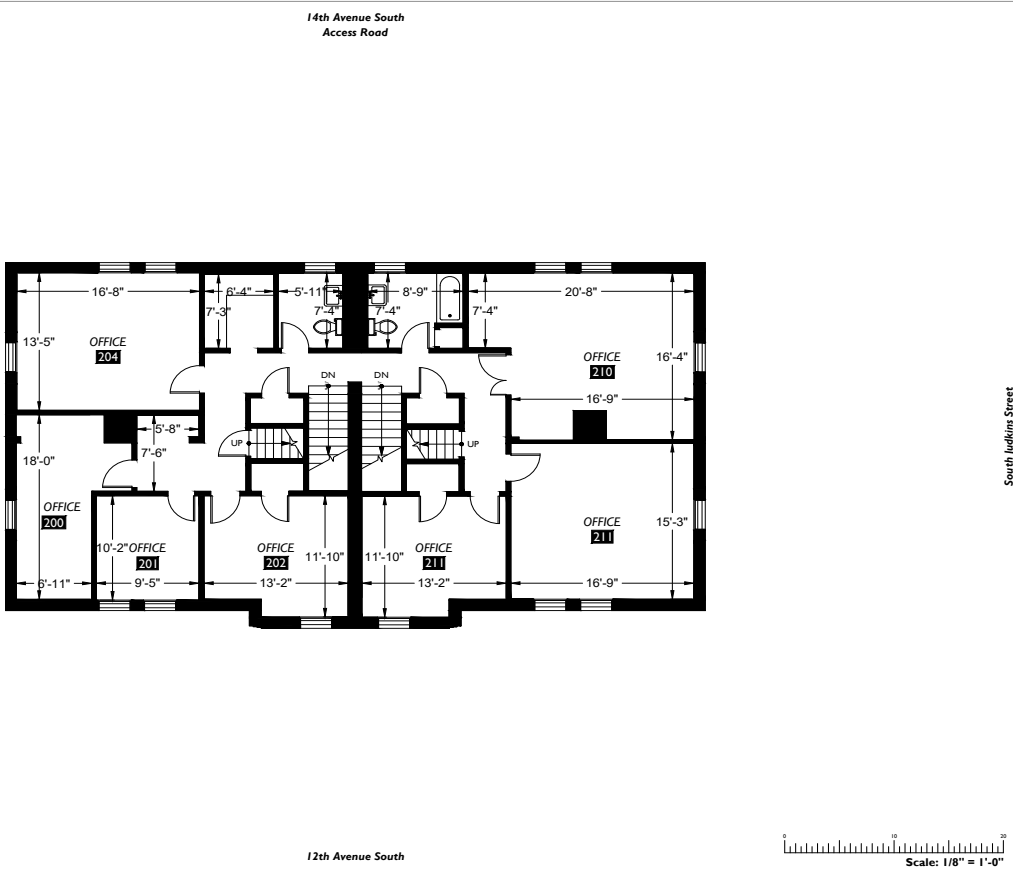 14th Avenue South
Access Road
16'-8"
6'-4"
5'-11"
8'-9"
20'-8"
7'-3"
7'-4"
7'-4"
7'-4"
13'-5"
OFFICE
204
OFFICE
210
16'-4"
DN
DN
16'-9"
5'-8"
18'-0"
7'-6"
UP
UP
South Iudkins Street
OFFICE
200
OFFICE
211
15'-3"
10'-2"
OFFICE
201
OFFICE
202
11'-10"
11'-10"
OFFICE
211
6'-11"
9'-5"
13'-2"
13'-2"
16'-9"
0 10 20
Scale: 1/8" = 1'-0"
12th Avenue South